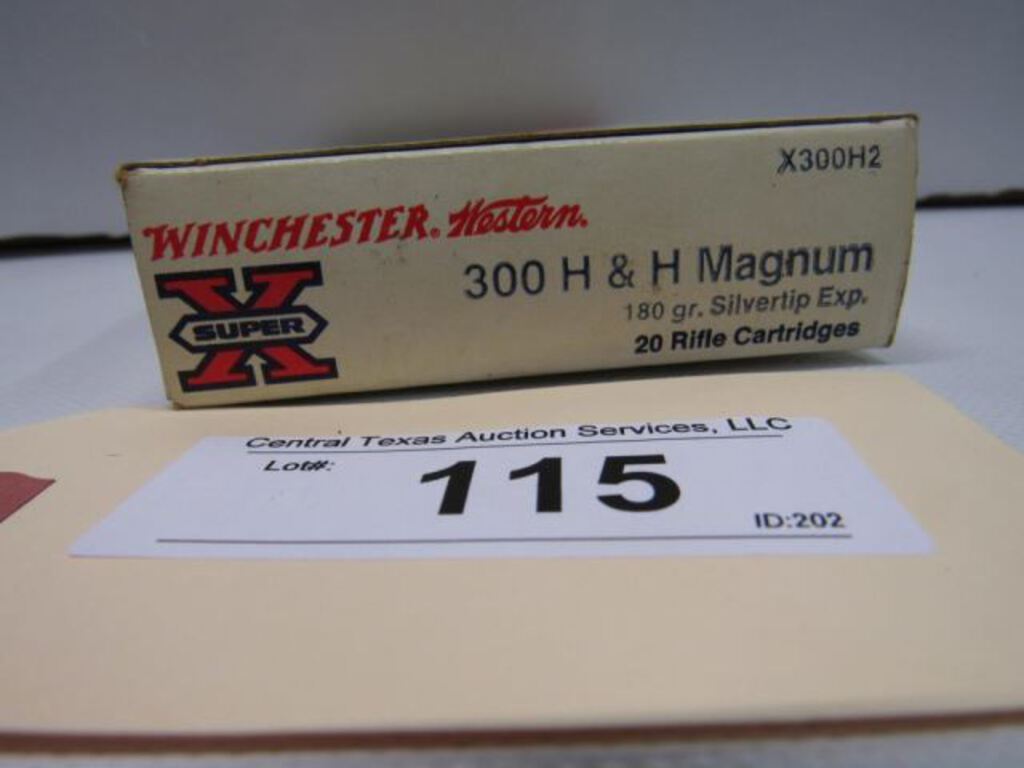 X300H2
WINCHESTER. Western.
SUPER X
300 H & H Magnum
180 gr. Silvertip Exp.
20 Rifle Cartridges
Central Texas Auction Services, LLC
Lot#:
115
ID:202